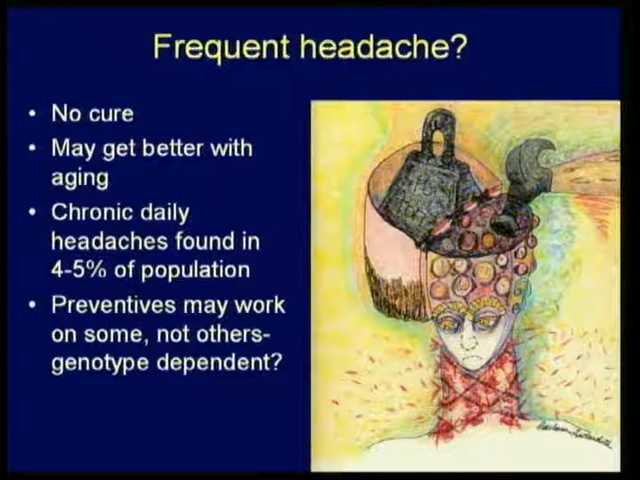 Frequent headache?
• No cure
• May get better with
aging
• Chronic daily
headaches found in
4-5% of population
• Preventives may work
on some, not others-
genotype dependent?